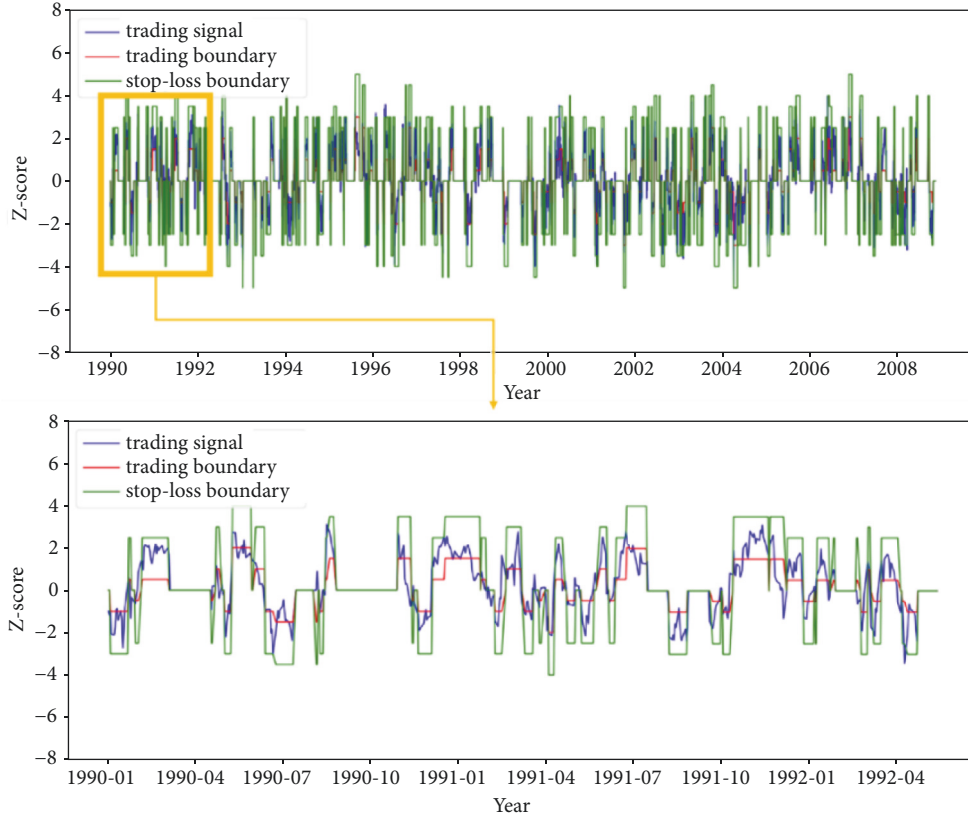 8
6
4
2
0
−2
−4
−6
−8
Z-score
trading signal
trading boundary
stop-loss boundary
1990 1992 1994 1996 1998 2000 2002 2004 2006 2008
Year
8
6
4
2
0
−2
−4
−6
−8
Z-score
trading signal
trading boundary
stop-loss boundary
1990-01 1990-04 1990-07 1990-10 1991-01 1991-04 1991-07 1991-10 1992-01 1992-04
Year